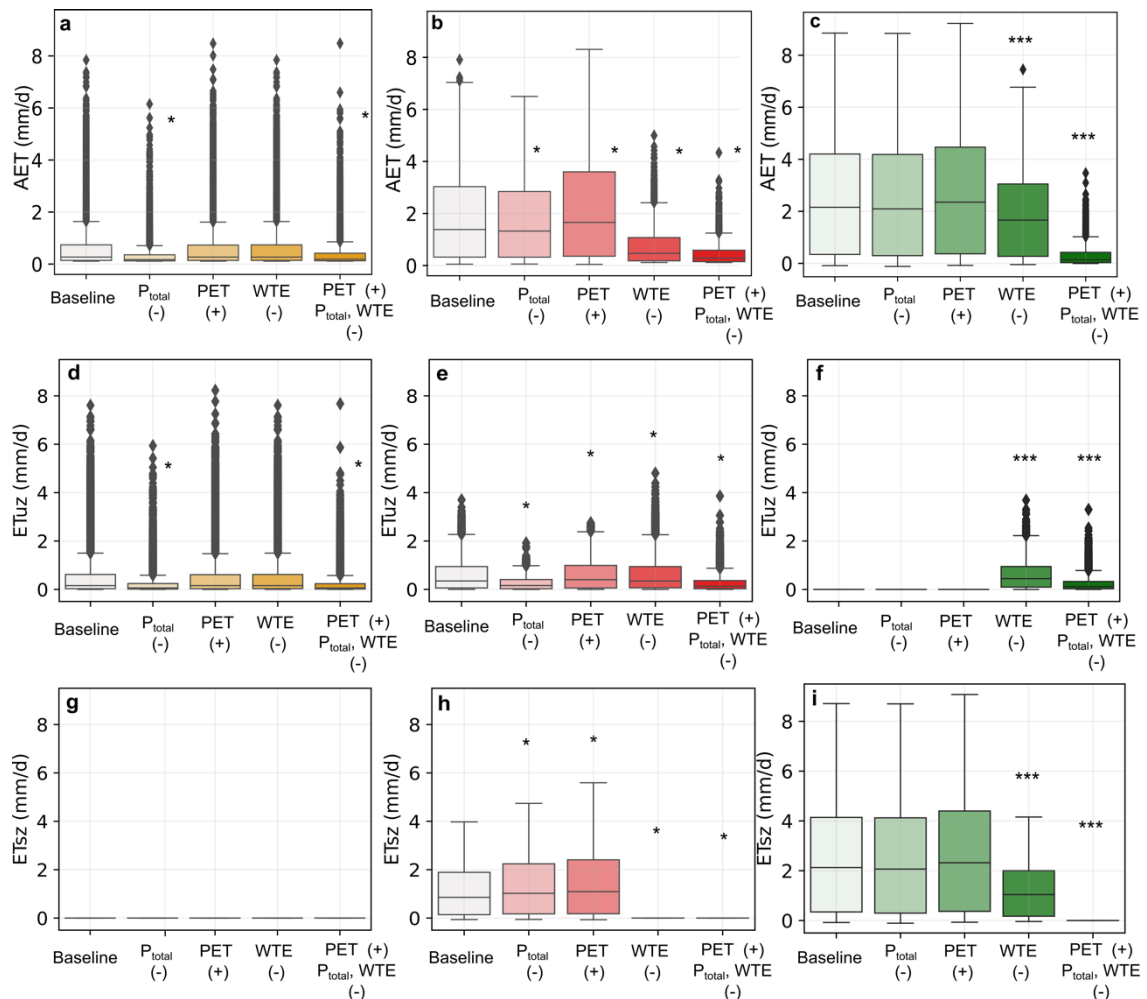 a
AET (mm/d)
8
6
4
2
0
Baseline
P_total
(-)
PET
(+)
WTE
(-)
PET (+)
P_total, WTE
(-)
*
*
b
AET (mm/d)
8
6
4
2
0
Baseline
P_total
(-)
PET
(+)
WTE
(-)
PET (+)
P_total, WTE
(-)
*
*
*
*
c
AET (mm/d)
8
6
4
2
0
Baseline
P_total
(-)
PET
(+)
WTE
(-)
PET (+)
P_total, WTE
(-)
***
***
d
ETuz (mm/d)
8
6
4
2
0
Baseline
P_total
(-)
PET
(+)
WTE
(-)
PET (+)
P_total, WTE
(-)
*
*
e
ETuz (mm/d)
8
6
4
2
0
Baseline
P_total
(-)
PET
(+)
WTE
(-)
PET (+)
P_total, WTE
(-)
*
*
*
*
f
ETuz (mm/d)
8
6
4
2
0
Baseline
P_total
(-)
PET
(+)
WTE
(-)
PET (+)
P_total, WTE
(-)
***
***
g
ETsz (mm/d)
8
6
4
2
0
Baseline
P_total
(-)
PET
(+)
WTE
(-)
PET (+)
P_total, WTE
(-)
h
ETsz (mm/d)
8
6
4
2
0
Baseline
P_total
(-)
PET
(+)
WTE
(-)
PET (+)
P_total, WTE
(-)
*
*
*
*
i
ETsz (mm/d)
8
6
4
2
0
Baseline
P_total
(-)
PET
(+)
WTE
(-)
PET (+)
P_total, WTE
(-)
***
***